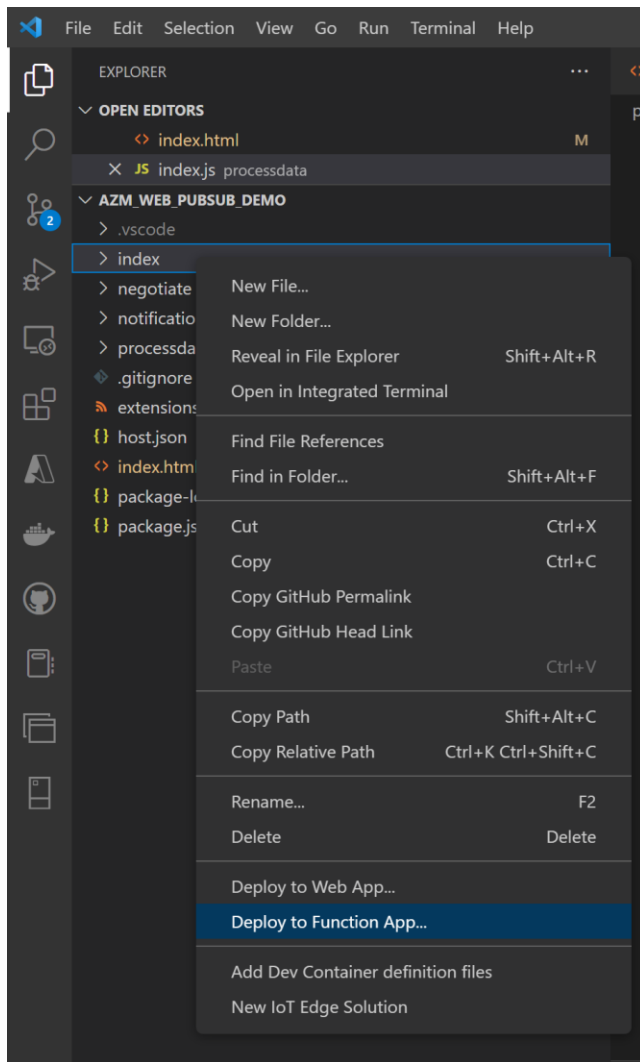 File Edit Selection View Go Run Terminal Help
EXPLORER ...
OPEN EDITORS
<> index.html M
JS index.js processdata
AZM_WEB_PUBSUB_DEMO
2
> .vscode
> index
> negotiate
> notificatio
> processda
.gitignore
extensions
{} host.json
<> index.htm
{} package-l
{} package.js
New File...
New Folder...
Reveal in File Explorer Shift+Alt+R
Open in Integrated Terminal
Find File References
Find in Folder... Shift+Alt+F
Cut Ctrl+X
Copy Ctrl+C
Copy GitHub Permalink
Copy GitHub Head Link
Paste Ctrl+V
Copy Path Shift+Alt+C
Copy Relative Path Ctrl+K Ctrl+Shift+C
Rename... F2
Delete Delete
Deploy to Web App...
Deploy to Function App...
Add Dev Container definition files
New IoT Edge Solution